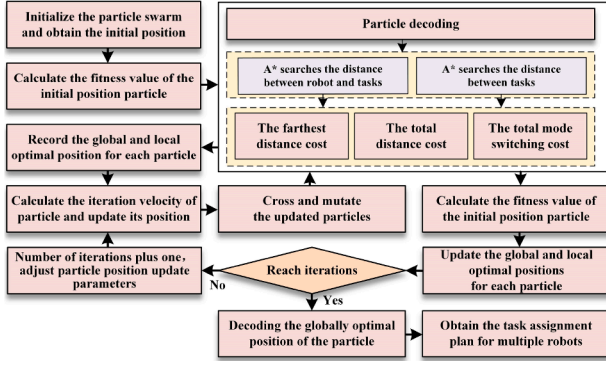 Initialize the particle swarm
and obtain the initial position
Calculate the fitness value of the
initial position particle
Record the global and local
optimal position for each particle
Calculate the iteration velocity of
particle and update its position
Number of iterations plus one,
adjust particle position update
parameters
Particle decoding
A* searches the distance
between robot and tasks
A* searches the distance
between tasks
The farthest
distance cost
The total
distance cost
The total mode
switching cost
Cross and mutate
the updated particles
Calculate the fitness value of
the initial position particle
Update the global and local
optimal positions
for each particle
Reach iterations
No
Yes
Decoding the globally optimal
position of the particle
Obtain the task assignment
plan for multiple robots